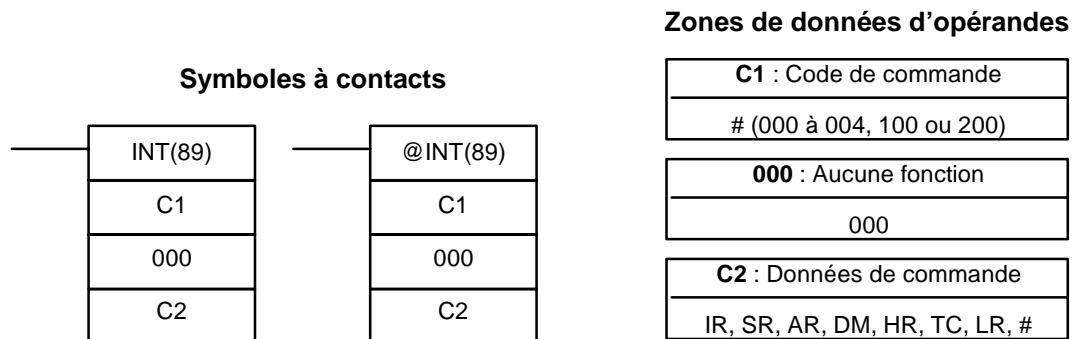 Zones de données d’opérandes
Symboles à contacts
INT(89)
C1
000
C2
@INT(89)
C1
000
C2
C1 : Code de commande
# (000 à 004, 100 ou 200)
000 : Aucune fonction
000
C2 : Données de commande
IR, SR, AR, DM, HR, TC, LR, #